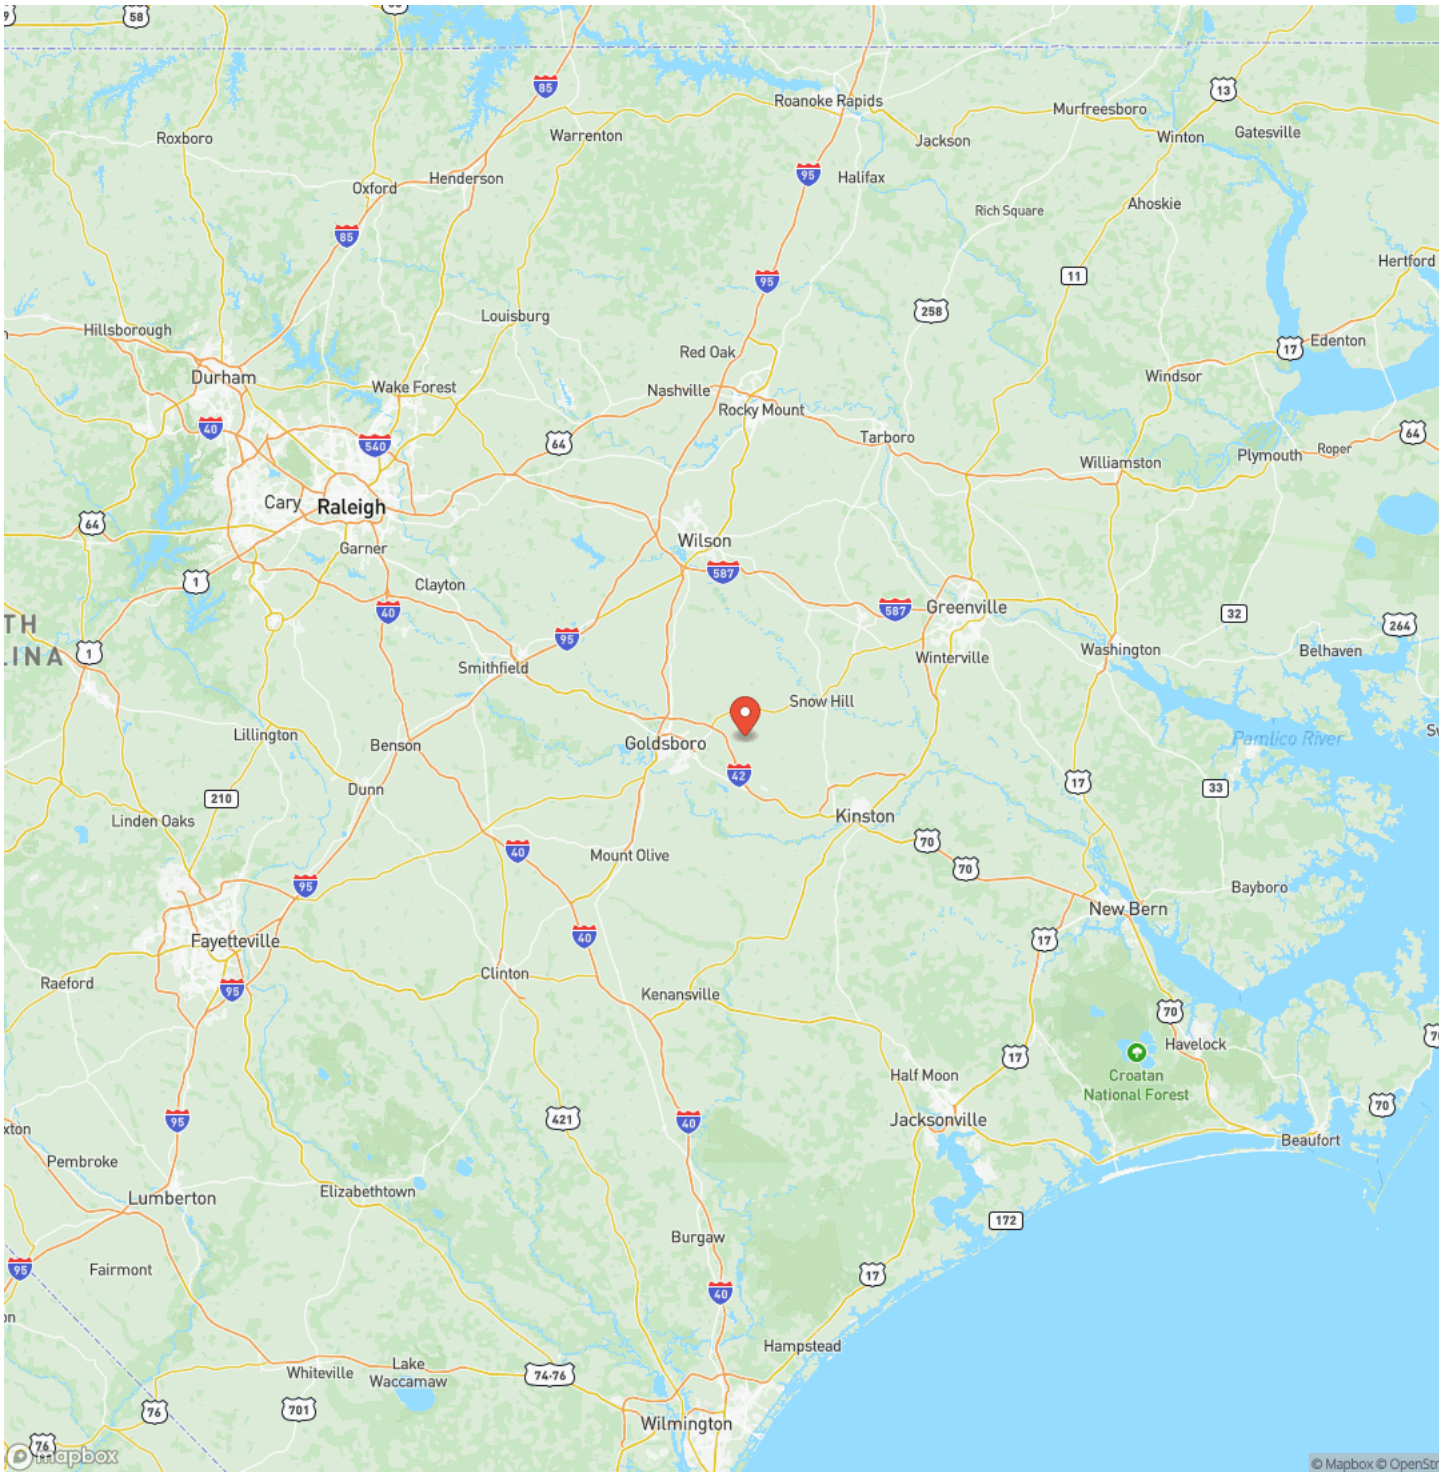 58
85
Roanoke Rapids
Murfreesboro
13
Roxboro
Warrenton
Jackson
Winton
Gatesville
Oxford
Henderson
95
Halifax
Rich Square
Ahoskie
85
95
11
Hertford
Hillsborough
Louisburg
258
Red Oak
17
Edenton
Durham
Wake Forest
Nashville
Windsor
40
540
64
Rocky Mount
Tarboro
64
Williamston
Plymouth
Roper
Cary
Raleigh
64
Garner
Wilson
587
1
Clayton
40
587
Greenville
32
264
TH
LINA
1
95
Smithfield
Winterville
Washington
Belhaven
Snow Hill
Lillington
Benson
Goldsboro
42
Pamlico River
210
Dunn
17
33
Linden Oaks
Kinston
40
Mount Olive
70
70
95
Bayboro
New Bern
Fayetteville
40
17
Raeford
95
Clinton
Kenansville
70
Havelock
17
70
Half Moon
Croatan
National Forest
95
421
40
Jacksonville
70
xton
Beaufort
Pembroke
Lumberton
Elizabethtown
172
Burgaw
95
Fairmont
17
40
Hampstead
Whiteville
Lake
Waccamaw
74-76
76
701
Wilmington
76
mapbox
© Mapbox © OpenStr